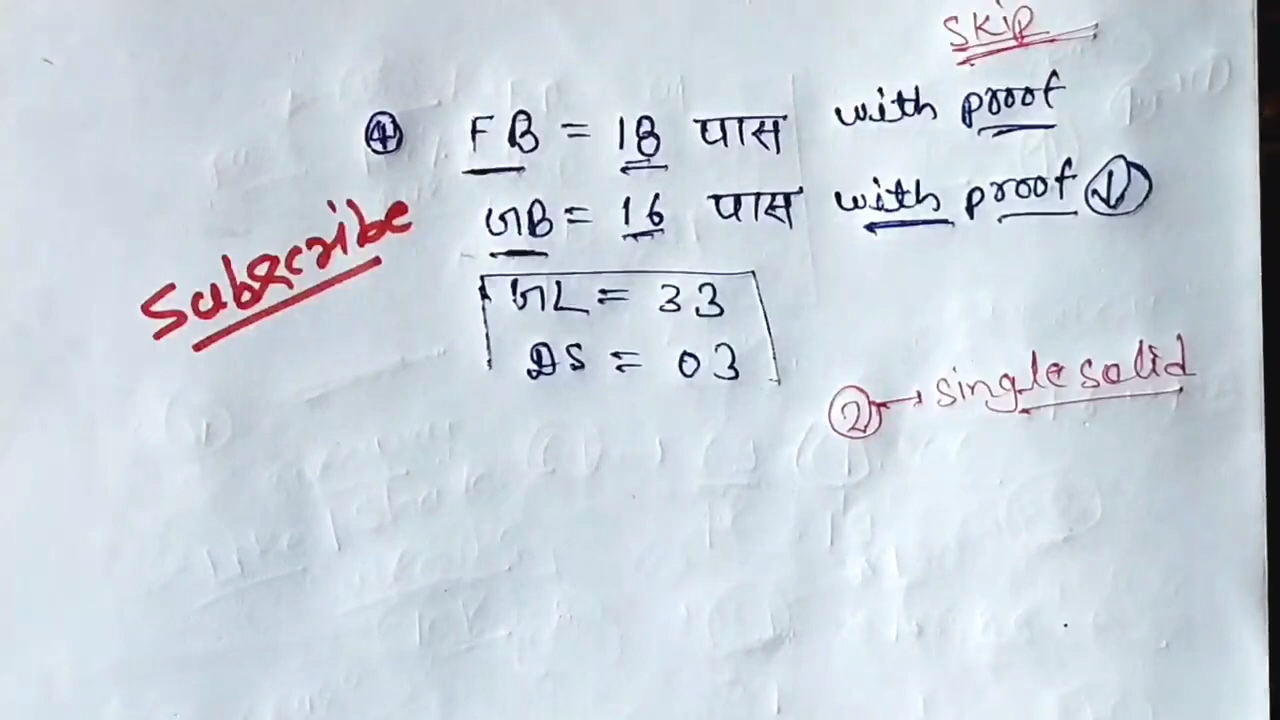 SKIP
④ FB = 18 पास with proof
GB = 16 पास with proof ①
Subscribe
GL = 33
DS = 03
② → single solid